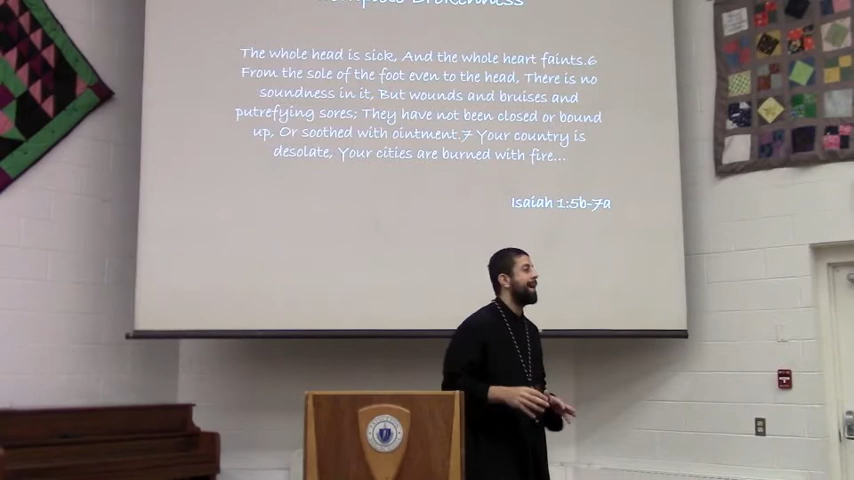 Brokenness
The whole head is sick, And the whole heart faints.6
From the sole of the foot even to the head, There is no
soundness in it, But wounds and bruises and
putrefying sores; They have not been closed or bound
up, Or soothed with ointment.7 Your country is
desolate, Your cities are burned with fire...
Isaiah 1:5b-7a